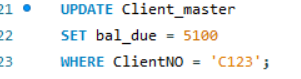 21 UPDATE Client_master
22 SET bal_due = 5100
23 WHERE ClientNO = 'C123';